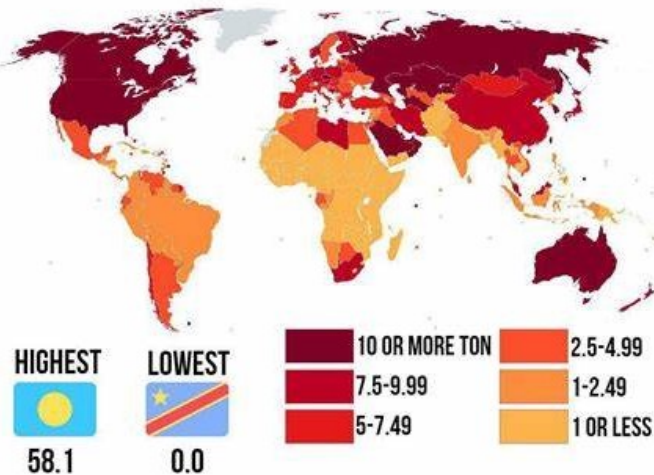 HIGHEST
58.1
LOWEST
0.0
10 OR MORE TON
7.5-9.99
5-7.49
2.5-4.99
1-2.49
1 OR LESS